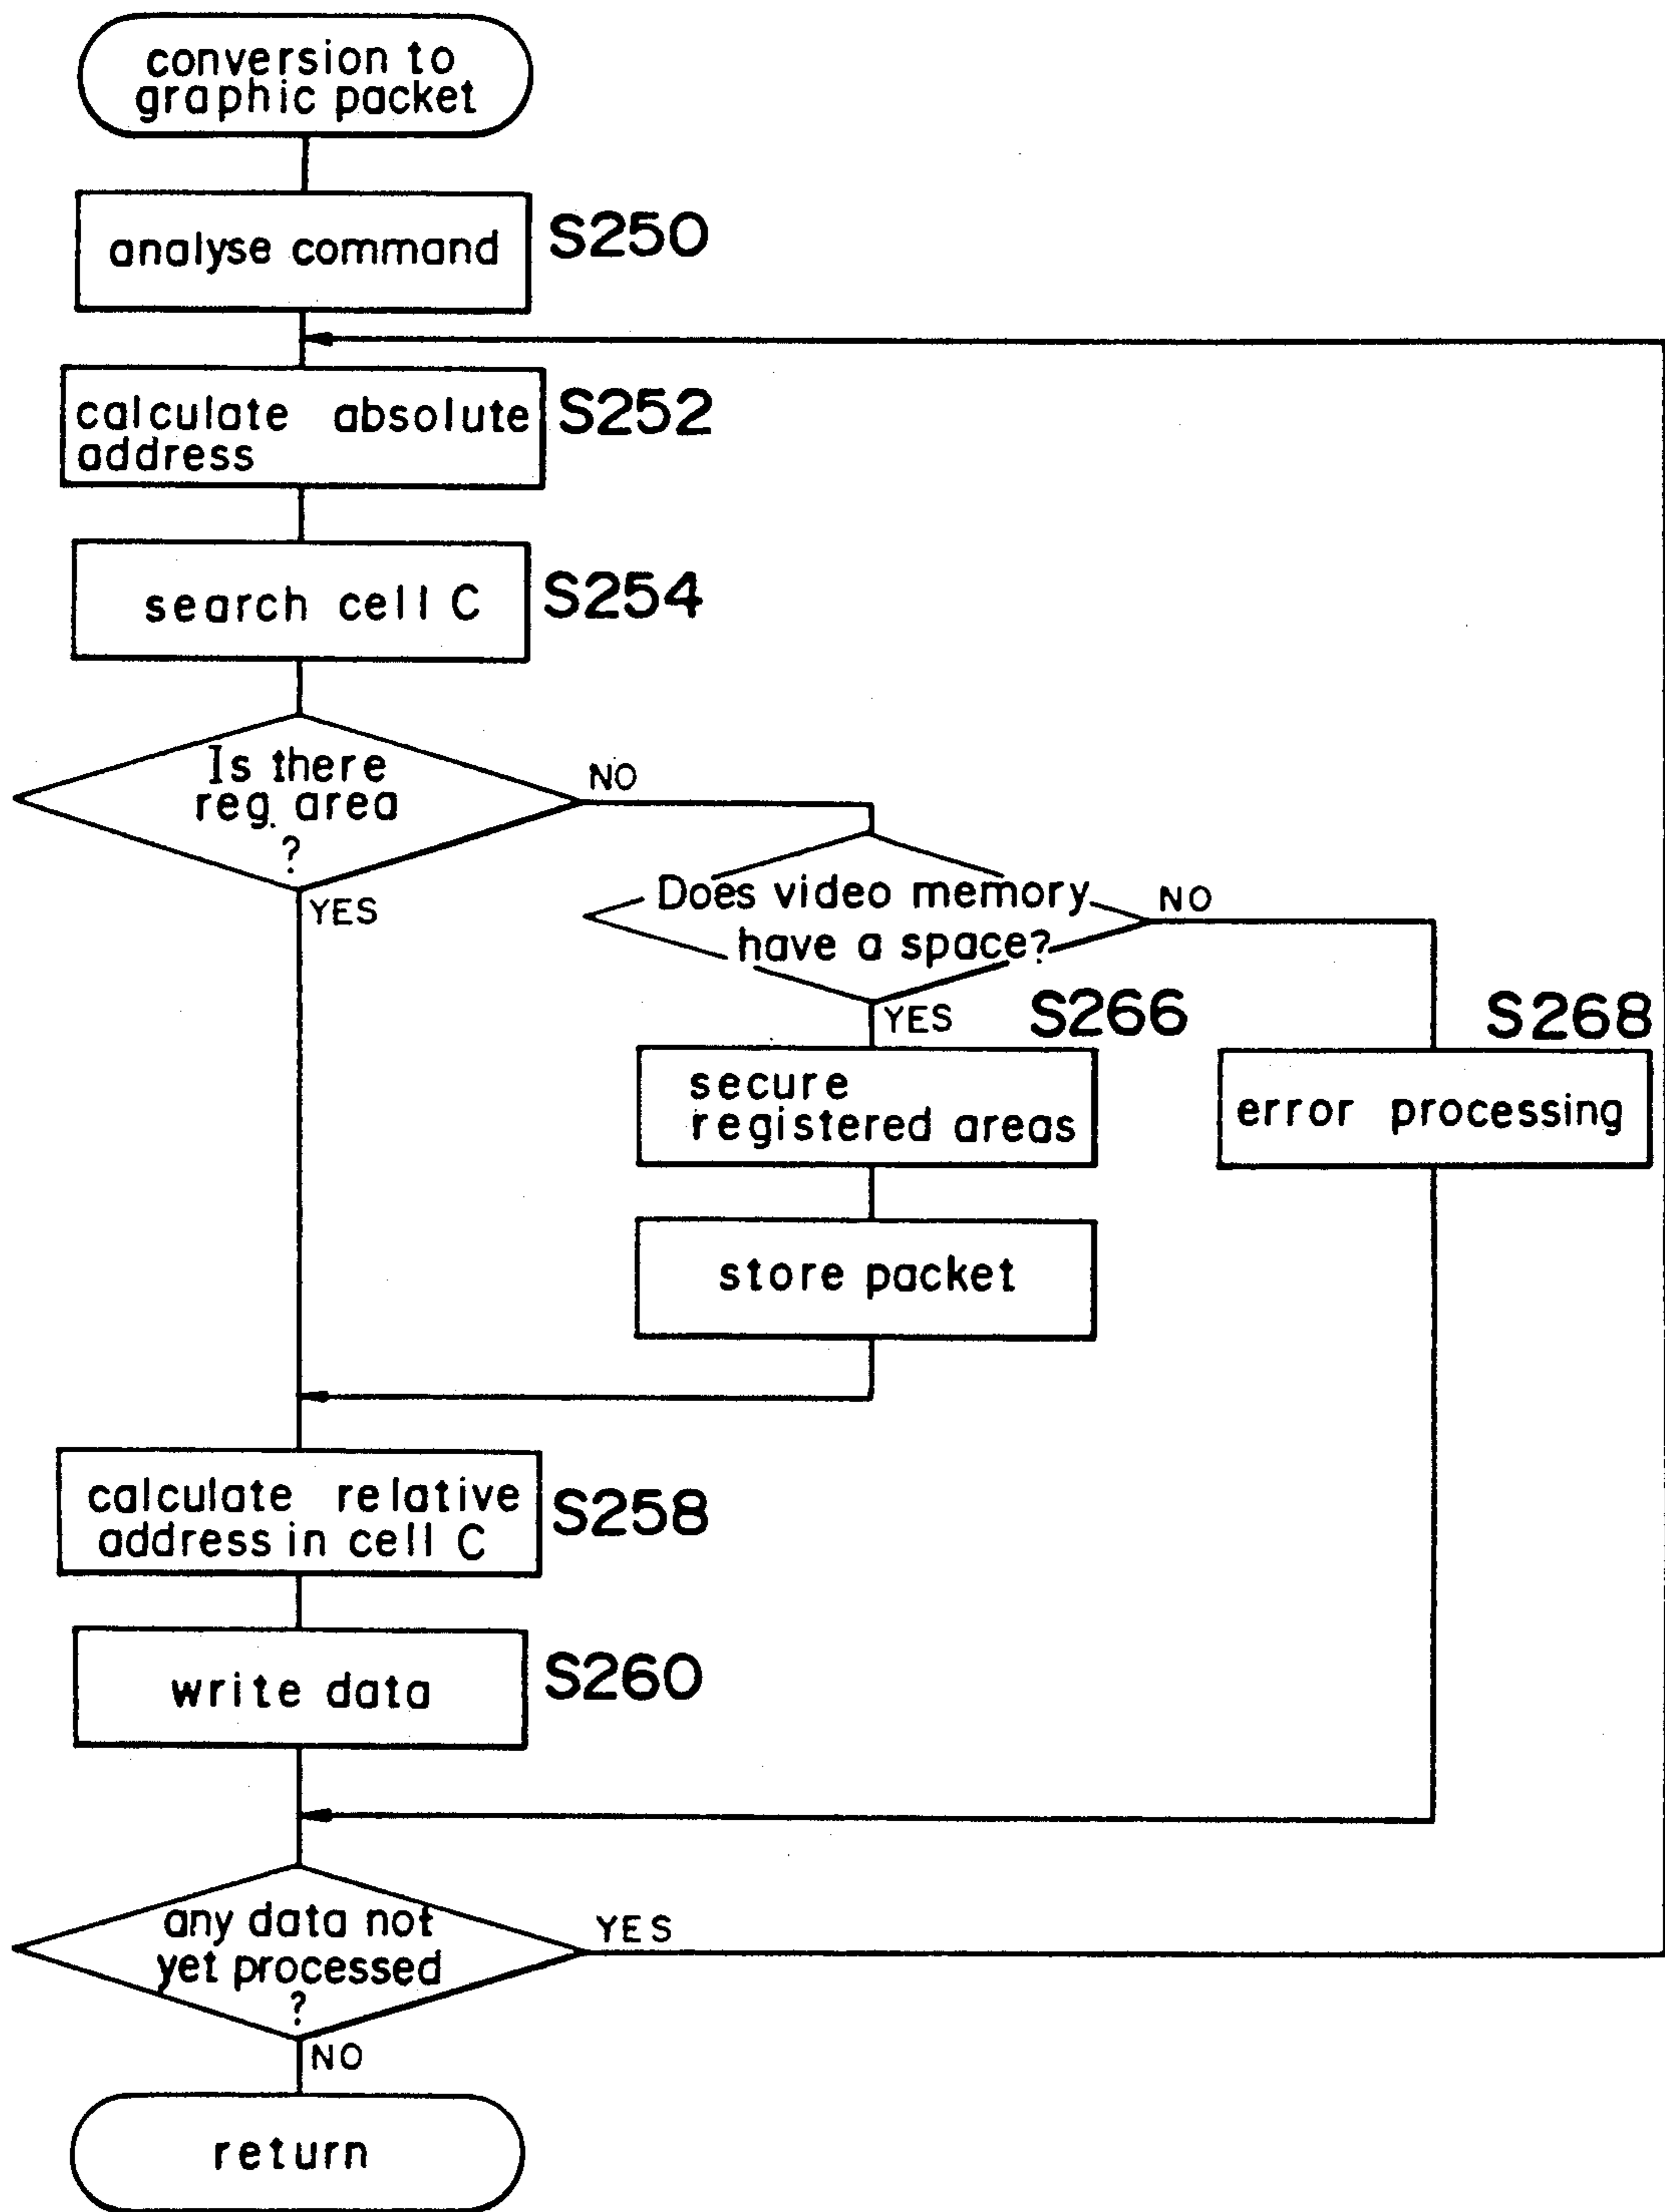 conversion to
graphic packet
analyse command
S250
calculate absolute
address
S252
search cell C
S254
Is there
reg. area
?
NO
YES
Does video memory
have a space?
NO
YES
S266
secure
registered areas
S268
error processing
store packet
calculate relative
address in cell C
S258
write data
S260
any data not
yet processed
?
YES
NO
return